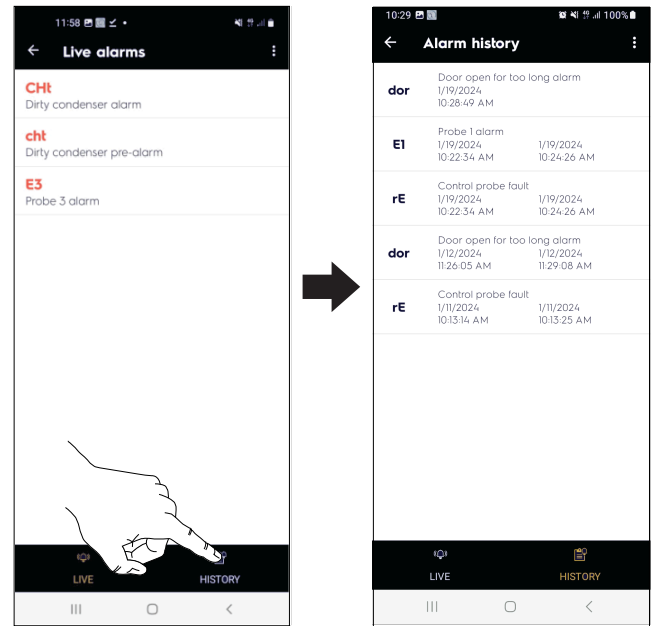 11:58
Live alarms
CHt
Dirty condenser alarm
cht
Dirty condenser pre-alarm
E3
Probe 3 alarm
LIVE
HISTORY
10:29
100%
Alarm history
Door open for too long alarm
dor
1/19/2024
10:28:49 AM
Probe 1 alarm
E1
1/19/2024 1/19/2024
10:22:34 AM 10:24:26 AM
Control probe fault
rE
1/19/2024 1/19/2024
10:22:34 AM 10:24:26 AM
Door open for too long alarm
dor
1/12/2024 1/12/2024
11:26:05 AM 11:29:08 AM
Control probe fault
rE
1/11/2024 1/11/2024
10:13:14 AM 10:13:25 AM
LIVE
HISTORY